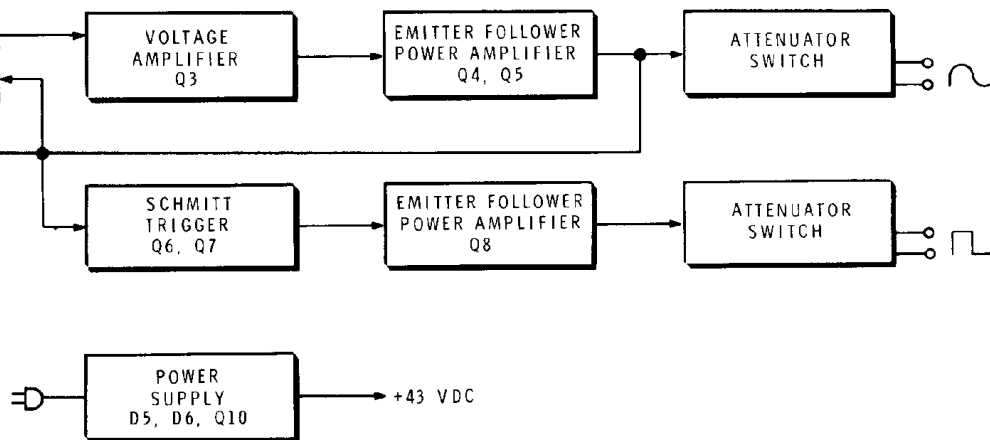 VOLTAGE
AMPLIFIER
Q3
EMITTER FOLLOWER
POWER AMPLIFIER
Q4, Q5
ATTENUATOR
SWITCH
SCHMITT
TRIGGER
Q6, Q7
EMITTER FOLLOWER
POWER AMPLIFIER
Q8
ATTENUATOR
SWITCH
POWER
SUPPLY
D5, D6, Q10
+43 VDC